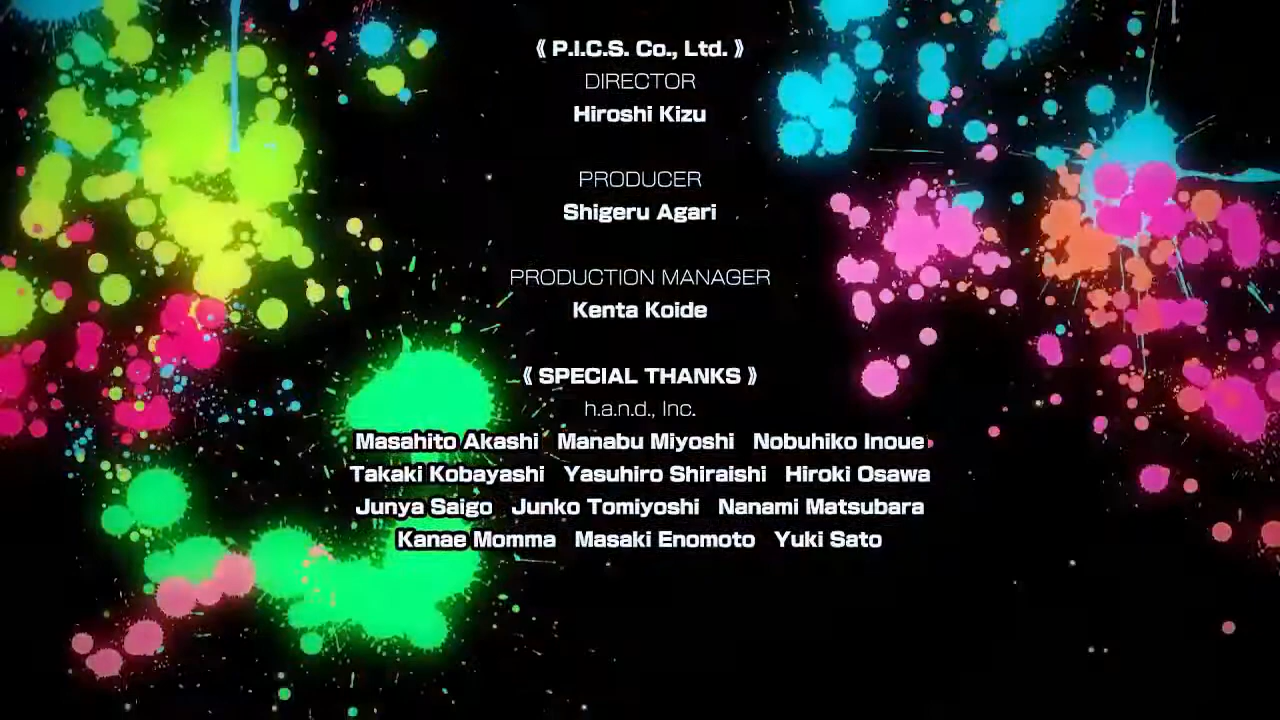 《 P.I.C.S. Co., Ltd. 》
DIRECTOR
Hiroshi Kizu
PRODUCER
Shigeru Agari
PRODUCTION MANAGER
Kenta Koide
《 SPECIAL THANKS 》
h.a.n.d., Inc.
Masahito Akashi Manabu Miyoshi Nobuhiko Inoue
Takaki Kobayashi Yasuhiro Shiraishi Hiroki Osawa
Junya Saigo Junko Tomiyoshi Nanami Matsubara
Kanae Momma Masaki Enomoto Yuki Sato